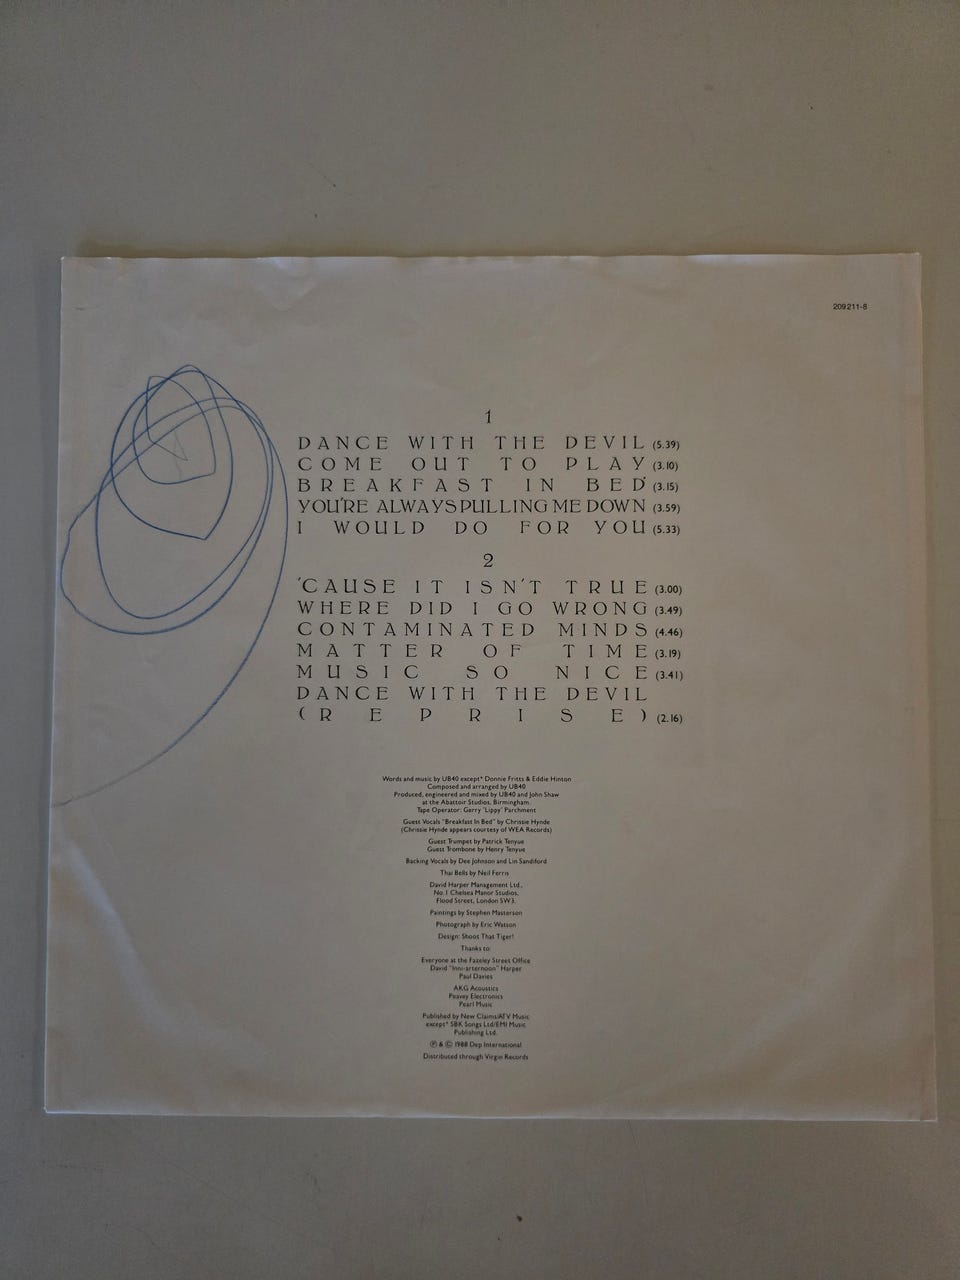 209 211-8
1
DANCE WITH THE DEVIL (5.39)
COME OUT TO PLAY (3.10)
BREAKFAST IN BED* (3.15)
YOU'RE ALWAYS PULLING ME DOWN (3.59)
I WOULD DO FOR YOU (5.33)
2
'CAUSE IT ISN'T TRUE (3.00)
WHERE DID I GO WRONG (3.49)
CONTAMINATED MINDS (4.46)
MATTER OF TIME (3.19)
MUSIC SO NICE (3.41)
DANCE WITH THE DEVIL
(REPRISE) (2.16)
Words and music by UB40 except* Donnie Fritts & Eddie Hinton
Composed and arranged by UB40
Produced, engineered and mixed by UB40 and John Shaw
at the Abattoir Studios, Birmingham.
Tape Operator: Gerry 'Lippy' Parchment
Guest Vocals "Breakfast In Bed" by Chrissie Hynde
(Chrissie Hynde appears courtesy of WEA Records)
Guest Trumpet by Patrick Tenyue
Guest Trombone by Henry Tenyue
Backing Vocals by Dee Johnson and Lin Sandiford
Thai Bells by Neil Ferris
David Harper Management Ltd.,
No. 1 Chelsea Manor Studios,
Flood Street, London SW3.
Paintings by Stephen Masterson
Photograph by Eric Watson
Design: Shoot That Tiger!
Thanks to:
Everyone at the Fazeley Street Office
David "Inni-arternoon" Harper
Paul Davies
AKG Acoustics
Peavey Electronics
Pearl Music
Published by New Claims/ATV Music
except* SBK Songs Ltd/EMI Music
Publishing Ltd.
℗ & © 1988 Dep International
Distributed through Virgin Records